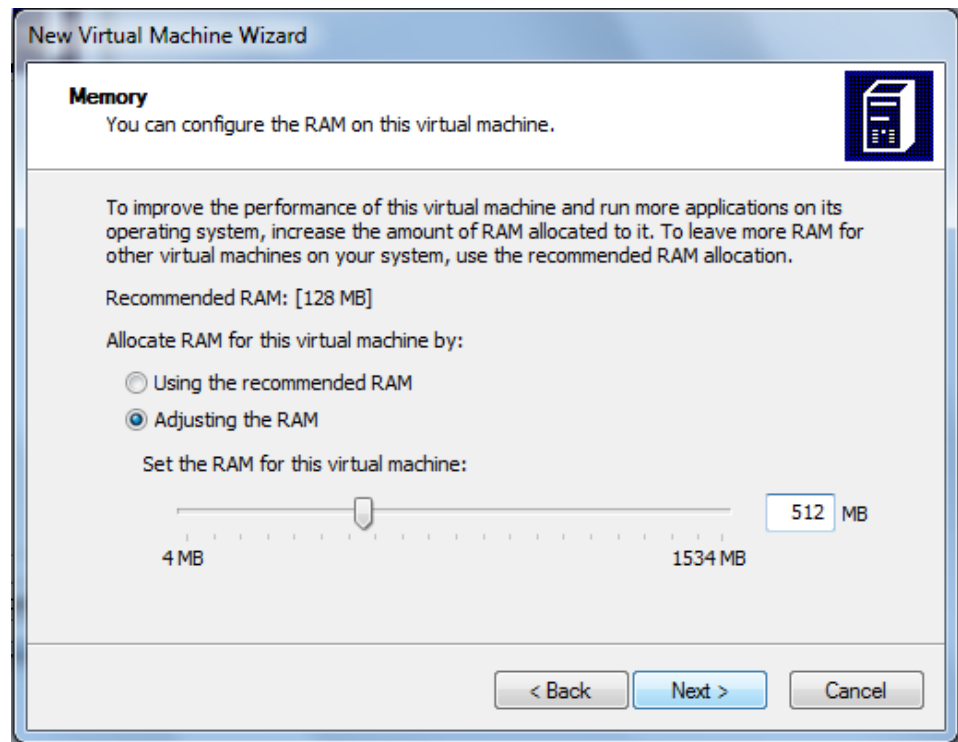 New Virtual Machine Wizard
Memory
You can configure the RAM on this virtual machine.
To improve the performance of this virtual machine and run more applications on its
operating system, increase the amount of RAM allocated to it. To leave more RAM for
other virtual machines on your system, use the recommended RAM allocation.
Recommended RAM: [128 MB]
Allocate RAM for this virtual machine by:
Using the recommended RAM
Adjusting the RAM
Set the RAM for this virtual machine:
512 MB
4 MB 1534 MB
< Back Next > Cancel